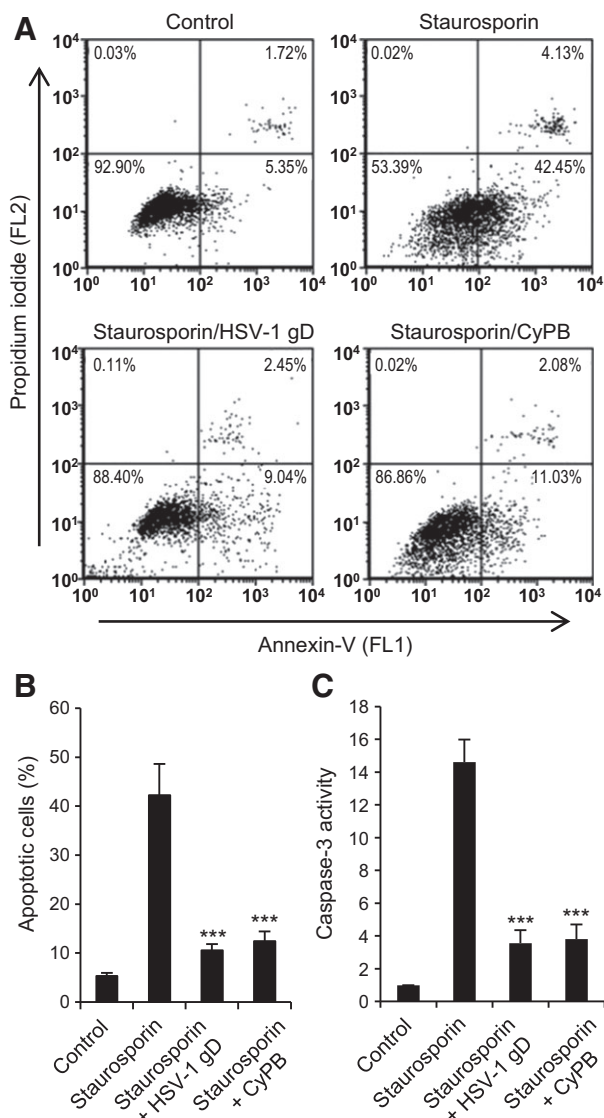 A
Control
Staurosporin
10⁴
0.03%
1.72%
10³
10²
92.90%
5.35%
10¹
10⁰
10⁰ 10¹ 10² 10³ 10⁴
10⁴
0.02%
4.13%
10³
10²
53.39%
42.45%
10¹
10⁰
10⁰ 10¹ 10² 10³ 10⁴
Propidium iodide (FL2)
Staurosporin/HSV-1 gD
Staurosporin/CyPB
10⁴
0.11%
2.45%
10³
10²
88.40%
9.04%
10¹
10⁰
10⁰ 10¹ 10² 10³ 10⁴
10⁴
0.02%
2.08%
10³
10²
86.86%
11.03%
10¹
10⁰
10⁰ 10¹ 10² 10³ 10⁴
Annexin-V (FL1)
B
Apoptotic cells (%)
60
50
40
30
20
10
0
***
***
Control
Staurosporin
Staurosporin
+ HSV-1 gD
Staurosporin
+ CyPB
C
Caspase-3 activity
18
16
14
12
10
8
6
4
2
0
***
***
Control
Staurosporin
Staurosporin
+ HSV-1 gD
Staurosporin
+ CyPB